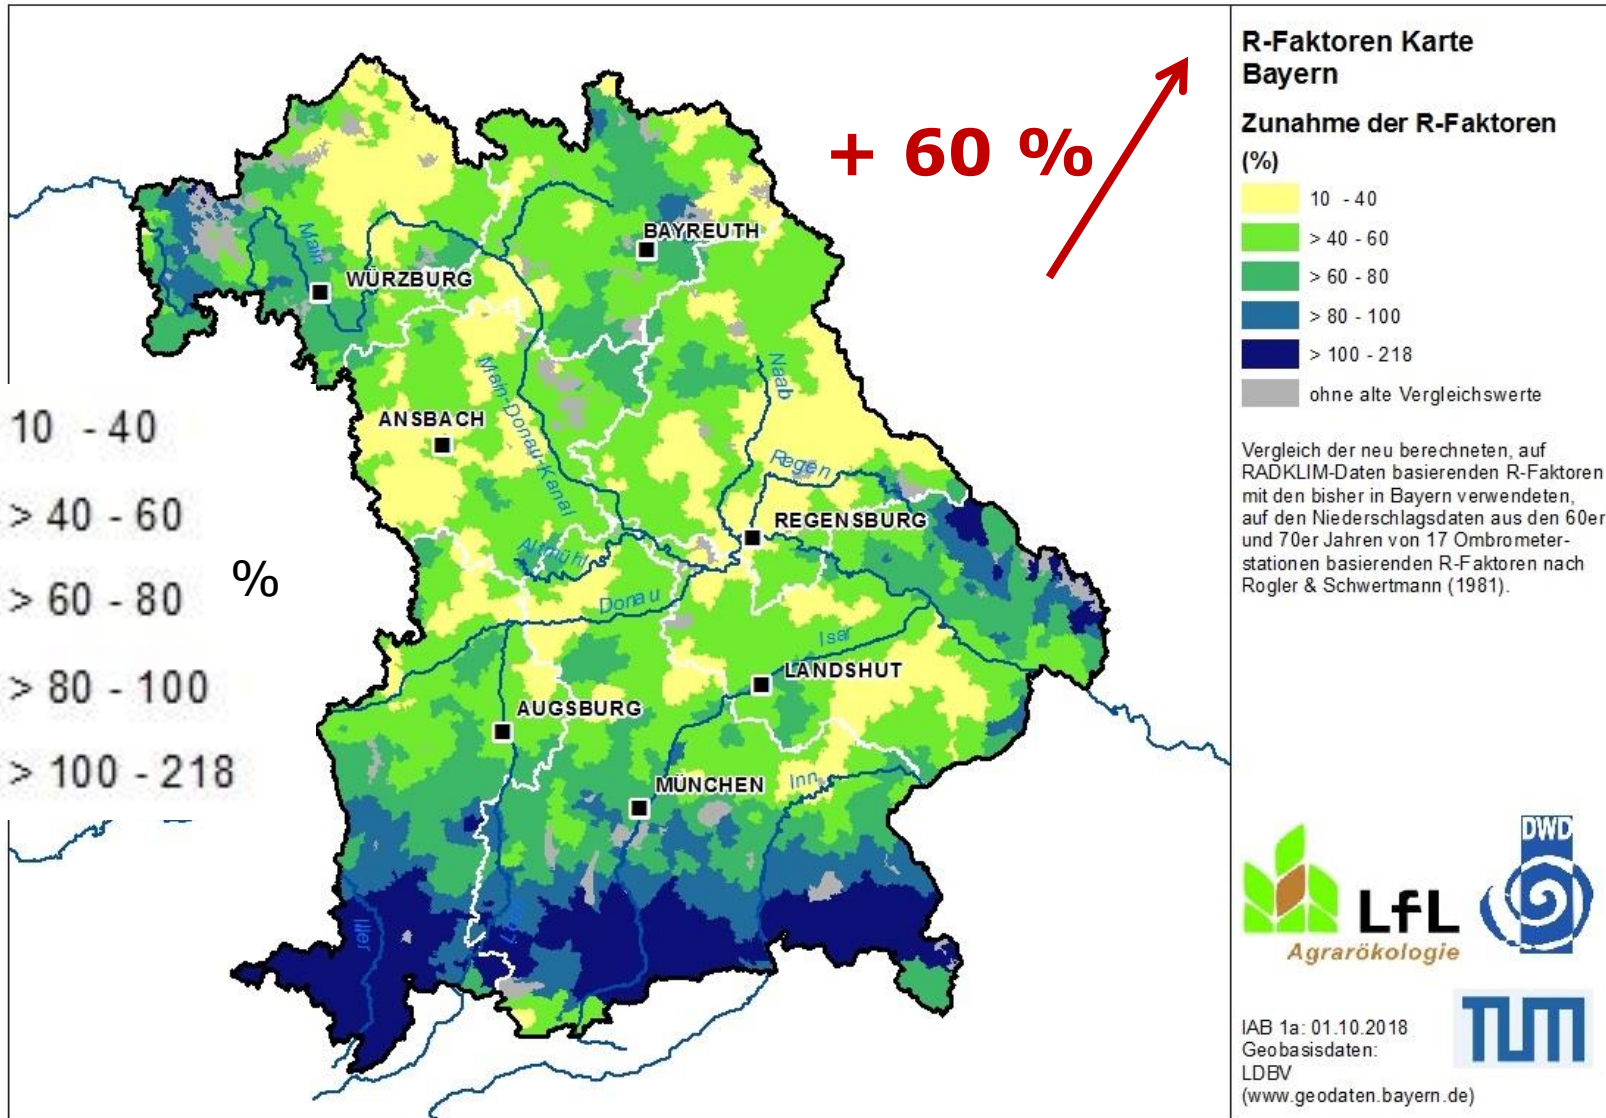 + 60 %
BAYREUTH
Main
WÜRZBURG
Main-Donau-Kanal
Naab
ANSBACH
Regen
REGENSBURG
Altmühl
Donau
Isar
LANDSHUT
AUGSBURG
MÜNCHEN
Inn
Iller
10 - 40
> 40 - 60
> 60 - 80
%
> 80 - 100
> 100 - 218
R-Faktoren Karte
Bayern
Zunahme der R-Faktoren
(%)
10 - 40
> 40 - 60
> 60 - 80
> 80 - 100
> 100 - 218
ohne alte Vergleichswerte
Vergleich der neu berechneten, auf
RADKLIM-Daten basierenden R-Faktoren
mit den bisher in Bayern verwendeten,
auf den Niederschlagsdaten aus den 60er
und 70er Jahren von 17 Ombrometer-
stationen basierenden R-Faktoren nach
Rogler & Schwertmann (1981).
DWD
LfL
Agrarökologie
TUM
IAB 1a: 01.10.2018
Geobasisdaten:
LDBV
(www.geodaten.bayern.de)